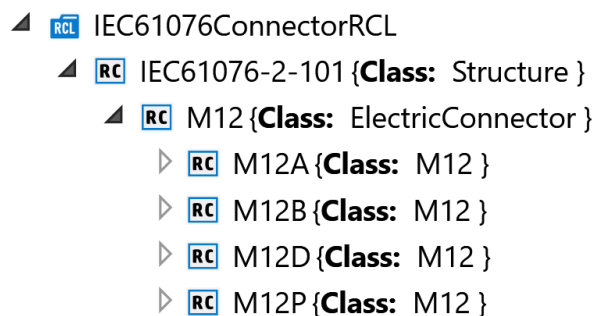 RCL IEC61076ConnectorRCL
RC IEC61076-2-101 {Class: Structure }
RC M12 {Class: ElectricConnector }
RC M12A {Class: M12 }
RC M12B {Class: M12 }
RC M12D {Class: M12 }
RC M12P {Class: M12 }